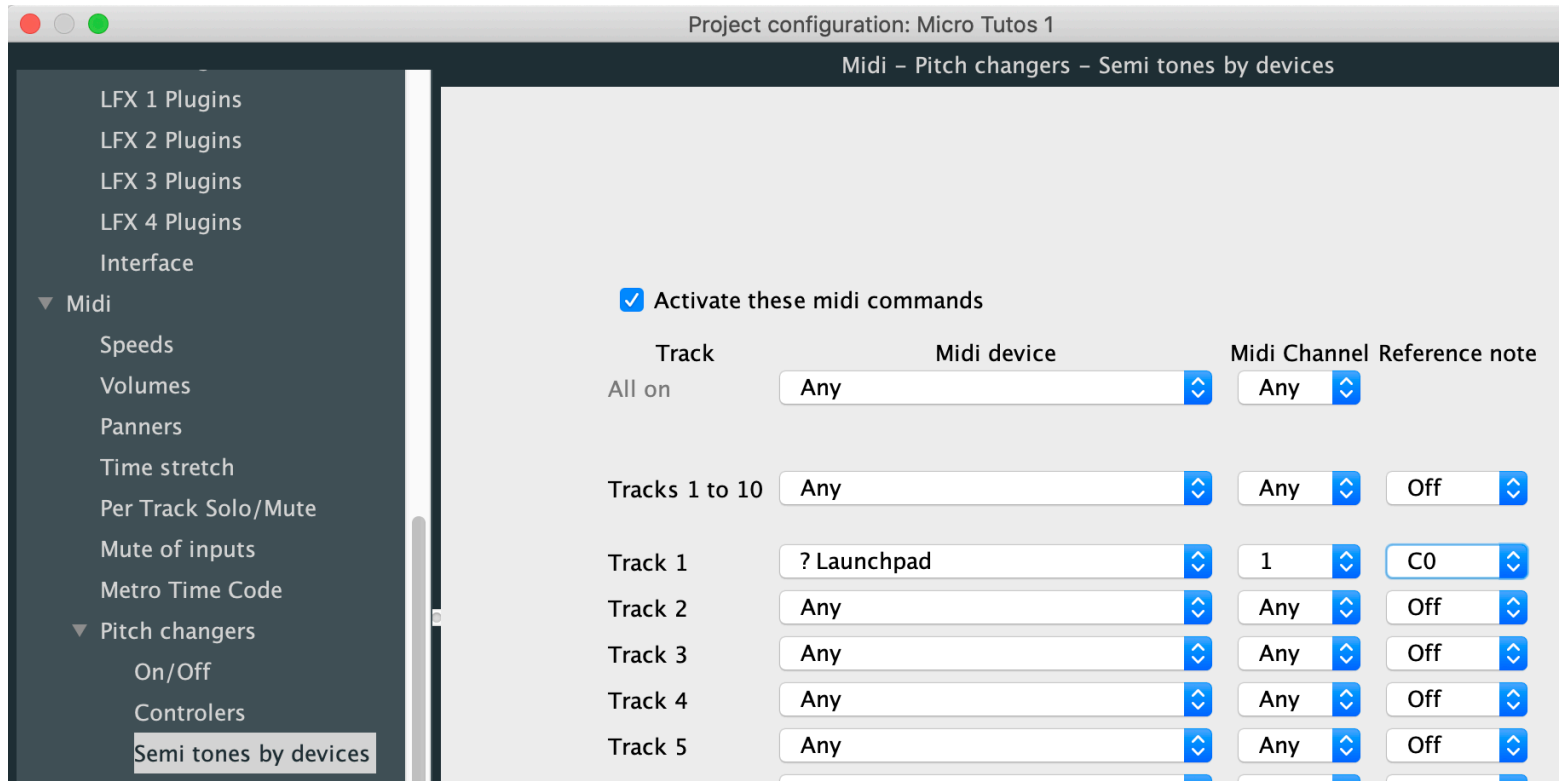 Project configuration: Micro Tutos 1
Midi – Pitch changers – Semi tones by devices
LFX 1 Plugins
LFX 2 Plugins
LFX 3 Plugins
LFX 4 Plugins
Interface
Midi
Speeds
Volumes
Panners
Time stretch
Per Track Solo/Mute
Mute of inputs
Metro Time Code
Pitch changers
On/Off
Controlers
Semi tones by devices
Activate these midi commands
Track Midi device Midi Channel Reference note
All on Any Any
Tracks 1 to 10 Any Any Off
Track 1 ? Launchpad 1 C0
Track 2 Any Any Off
Track 3 Any Any Off
Track 4 Any Any Off
Track 5 Any Any Off